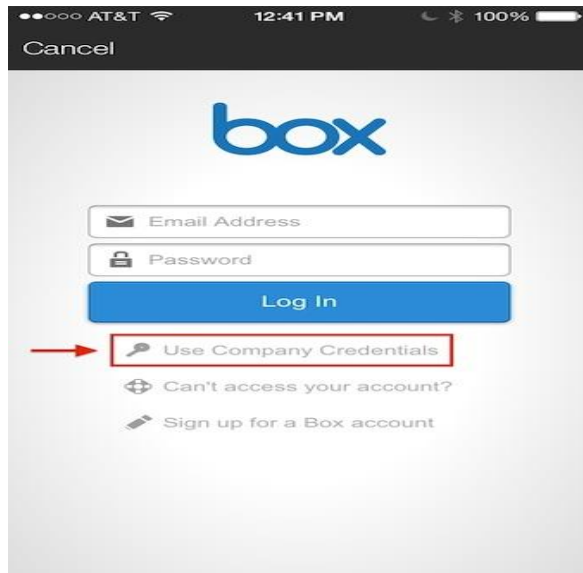 AT&T 12:41 PM 100%
Cancel
box
Email Address
Password
Log In
Use Company Credentials
Can't access your account?
Sign up for a Box account